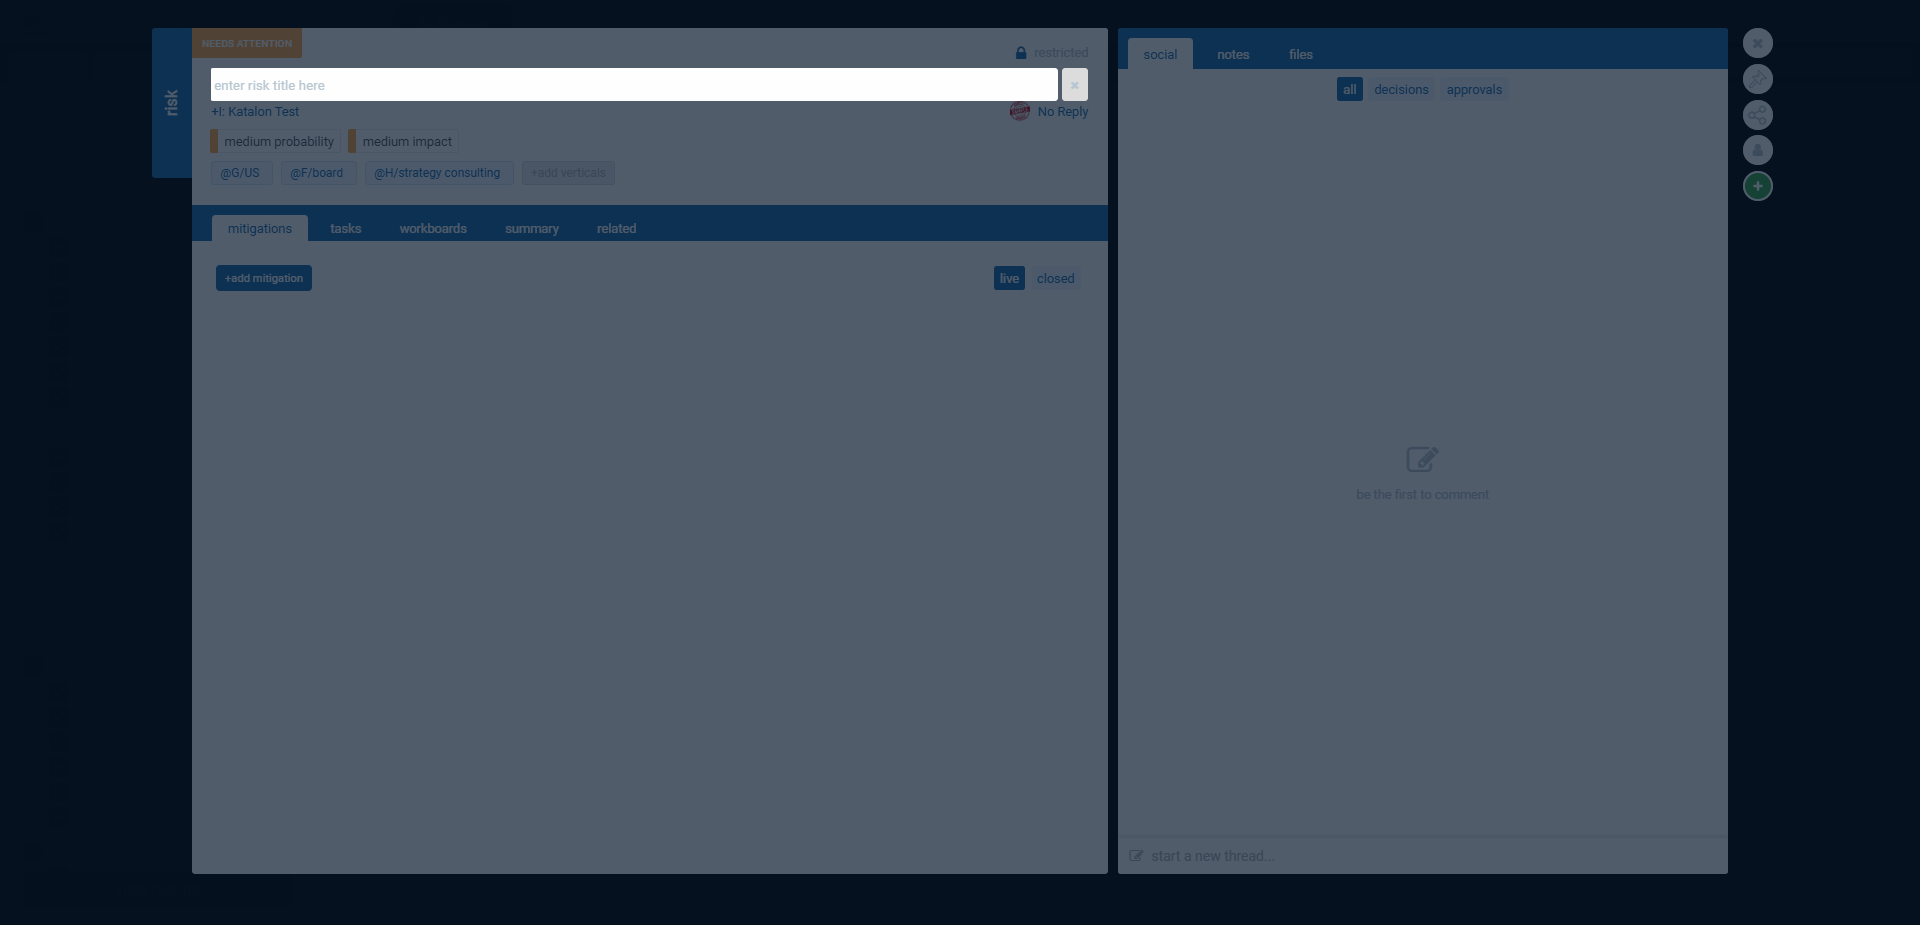 NEEDS ATTENTION
restricted
risk
enter risk title here
+I: Katalon Test
No Reply
medium probability
medium impact
@G/US
@F/board
@H/strategy consulting
+add verticals
mitigations
tasks
workboards
summary
related
+add mitigation
live
closed
social
notes
files
all
decisions
approvals
be the first to comment
start a new thread...